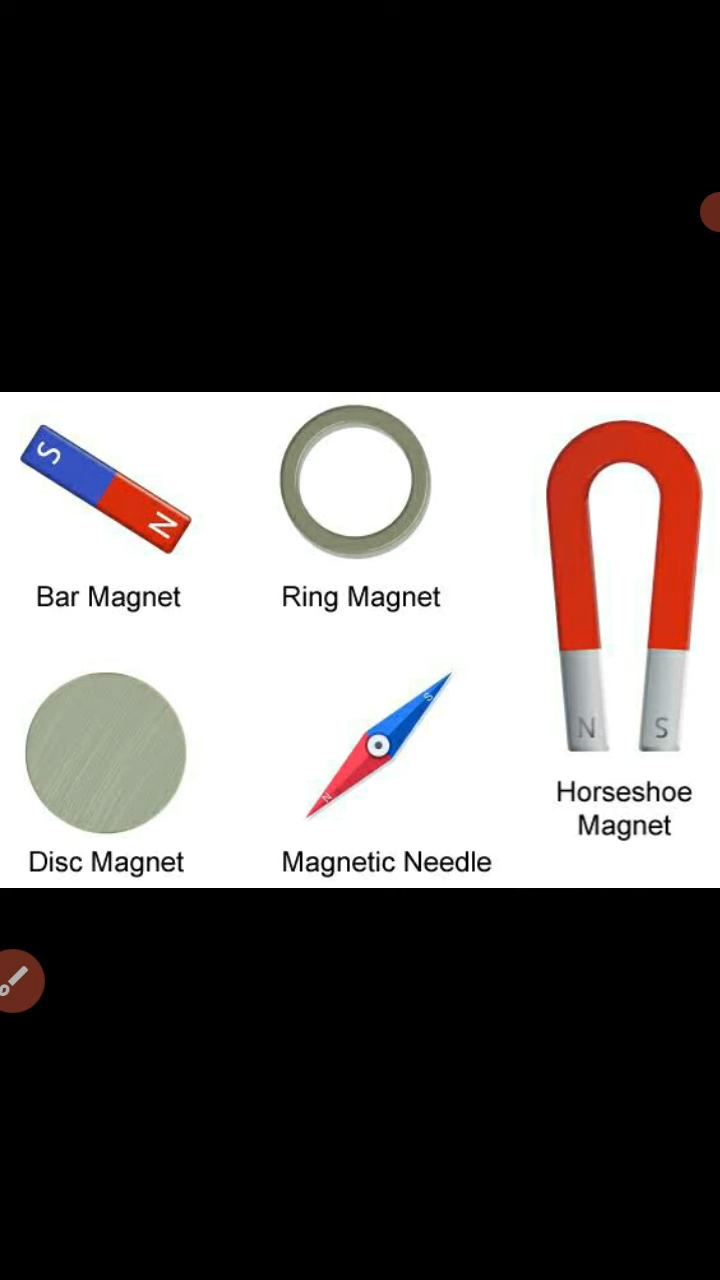 S
N
Bar Magnet
Ring Magnet
N S
Horseshoe
Magnet
Disc Magnet
S
N
Magnetic Needle